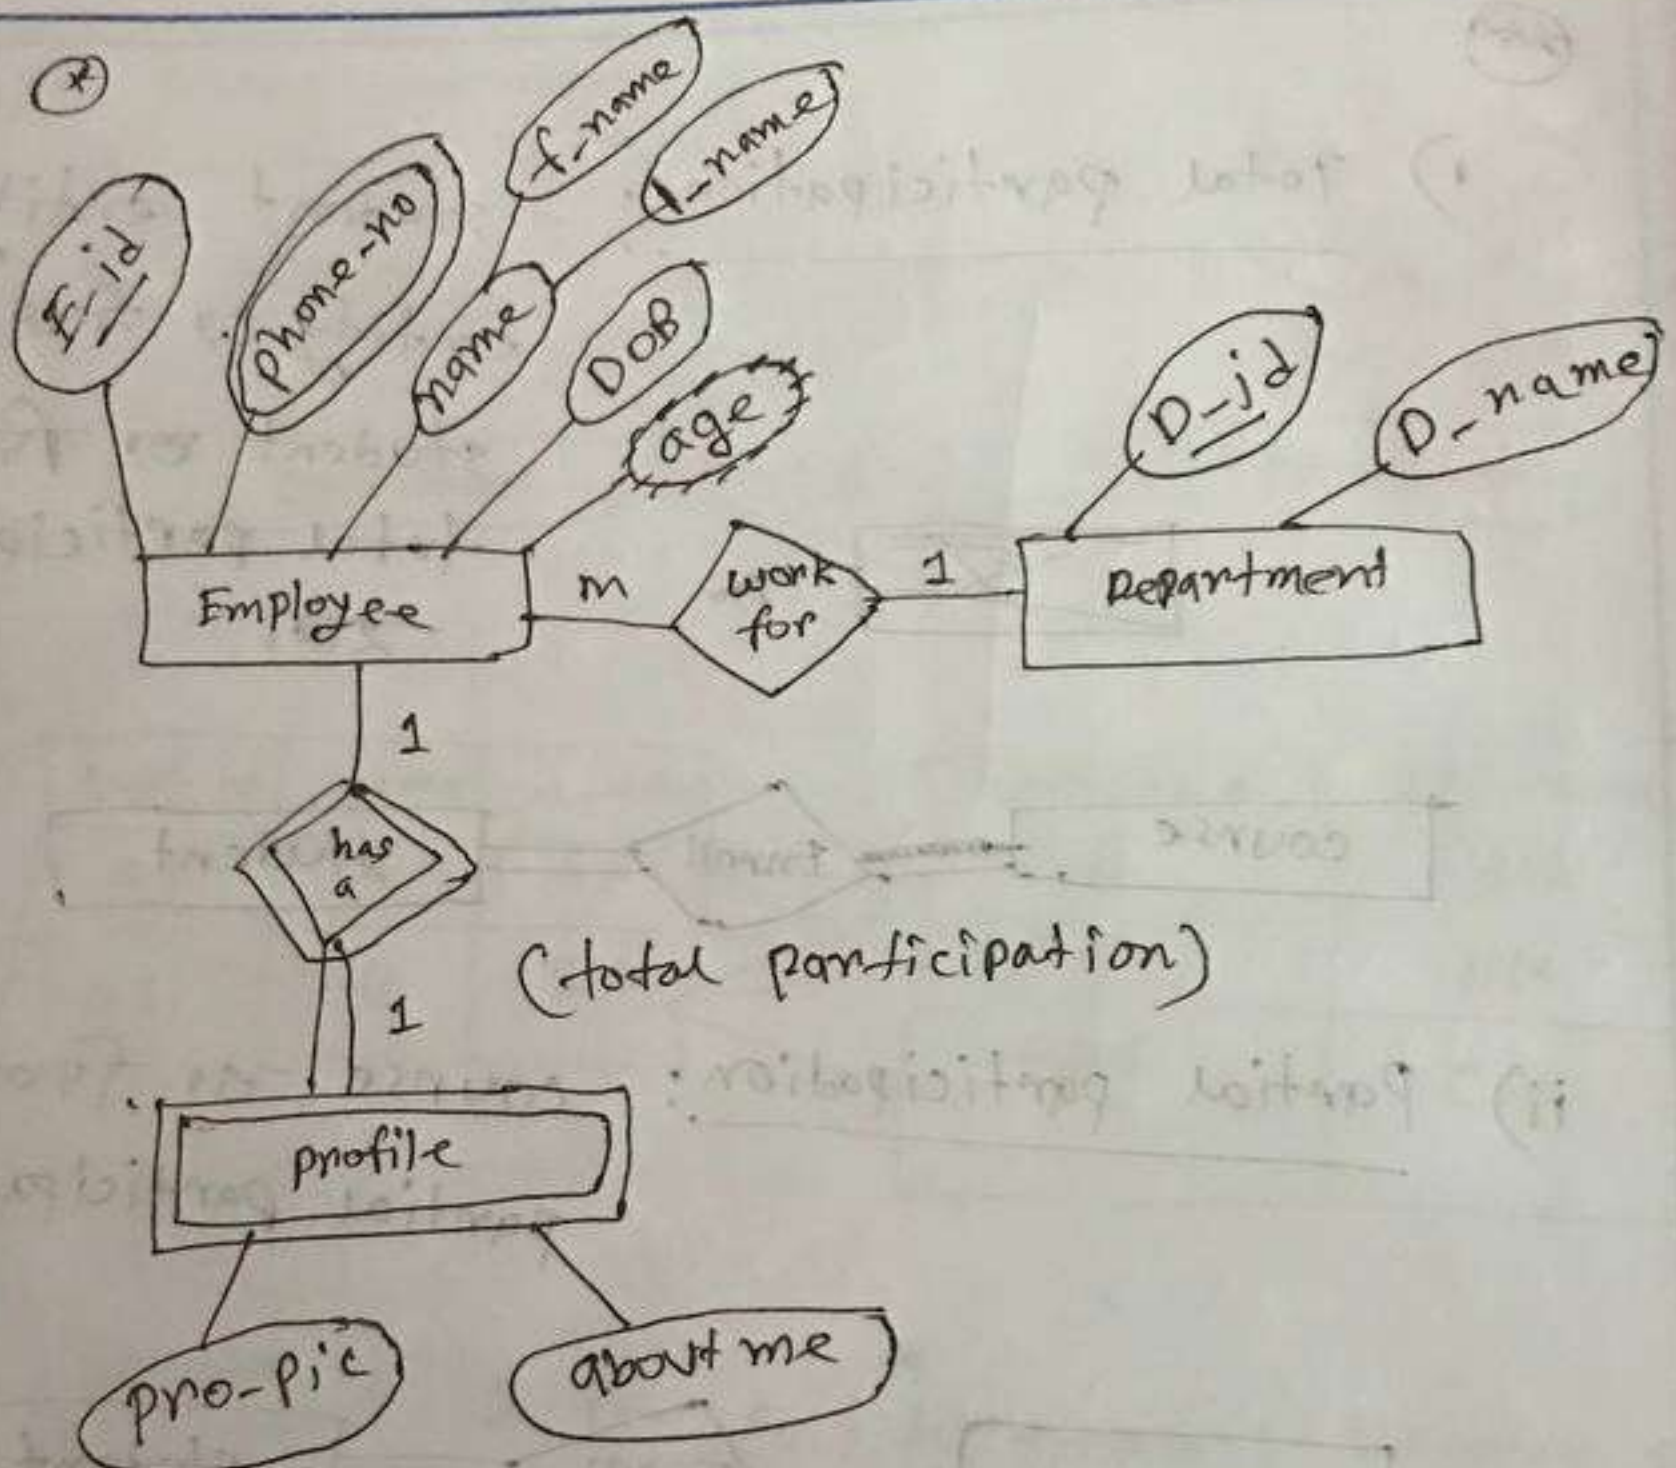 *
f_name
l_name
E_id
phone-no
name
DOB
age
D_id
D_name
Employee
m
work
for
1
Department
1
has
a
(total participation)
1
profile
pro-pic
about me